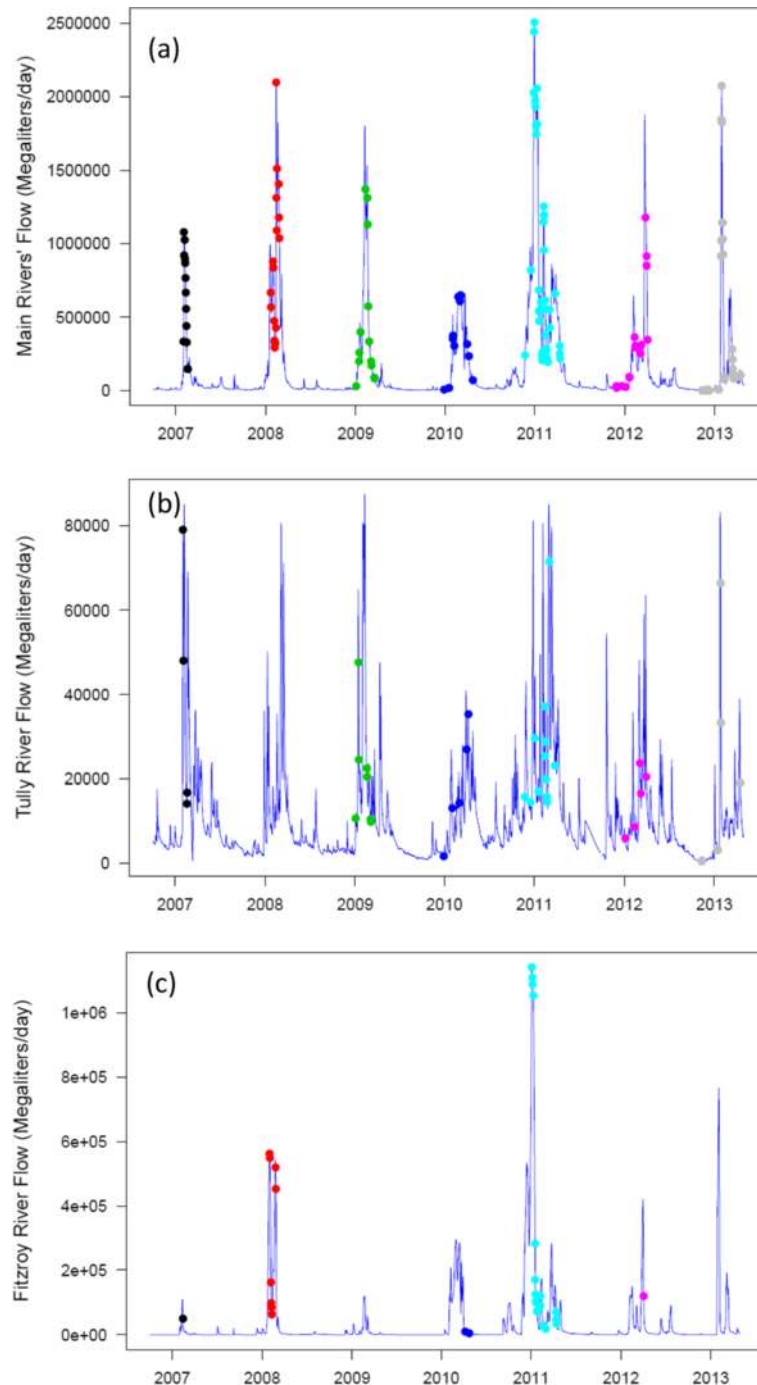 (a)
Main Rivers' Flow (Megaliters/day)
2500000
2000000
1500000
1000000
500000
0
2007 2008 2009 2010 2011 2012 2013
(b)
Tully River Flow (Megaliters/day)
80000
60000
40000
20000
0
2007 2008 2009 2010 2011 2012 2013
(c)
Fitzroy River Flow (Megaliters/day)
1e+06
8e+05
6e+05
4e+05
2e+05
0e+00
2007 2008 2009 2010 2011 2012 2013